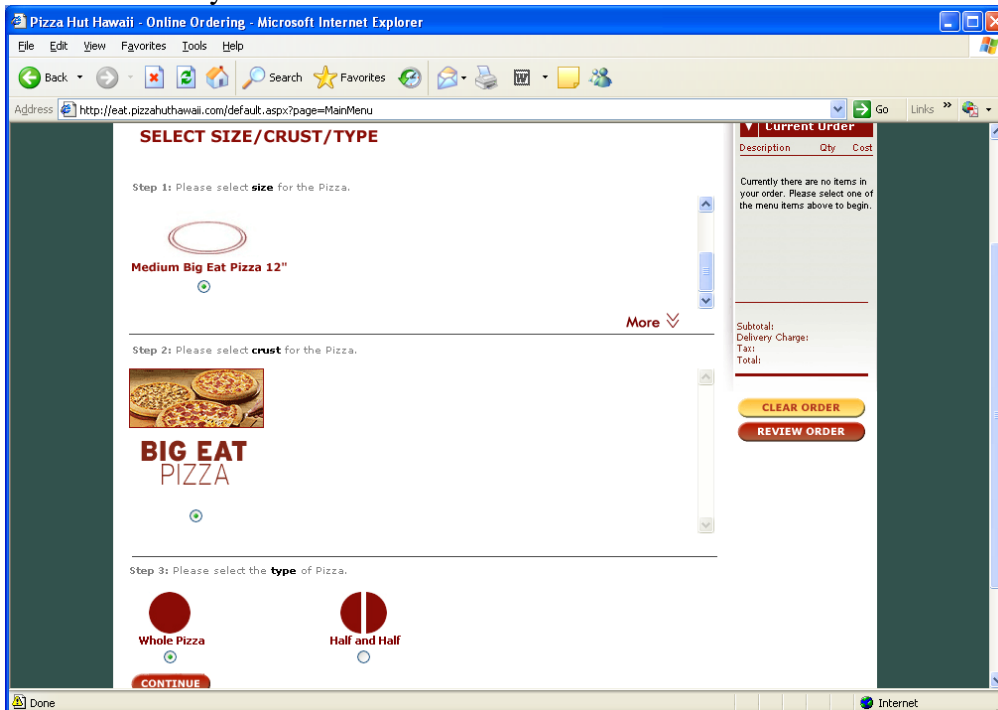 Pizza Hut Hawaii - Online Ordering - Microsoft Internet Explorer
File Edit View Favorites Tools Help
Back Search Favorites
Address http://eat.pizzahuthawaii.com/default.aspx?page=MainMenu Go Links »
SELECT SIZE/CRUST/TYPE
Current Order
Description Qty Cost
Step 1: Please select size for the Pizza.
Currently there are no items in
your order. Please select one of
the menu items above to begin.
Medium Big Eat Pizza 12"
More
Subtotal:
Delivery Charge:
Tax:
Total:
Step 2: Please select crust for the Pizza.
BIG EAT
PIZZA
CLEAR ORDER
REVIEW ORDER
Step 3: Please select the type of Pizza.
Whole Pizza Half and Half
CONTINUE
Done Internet